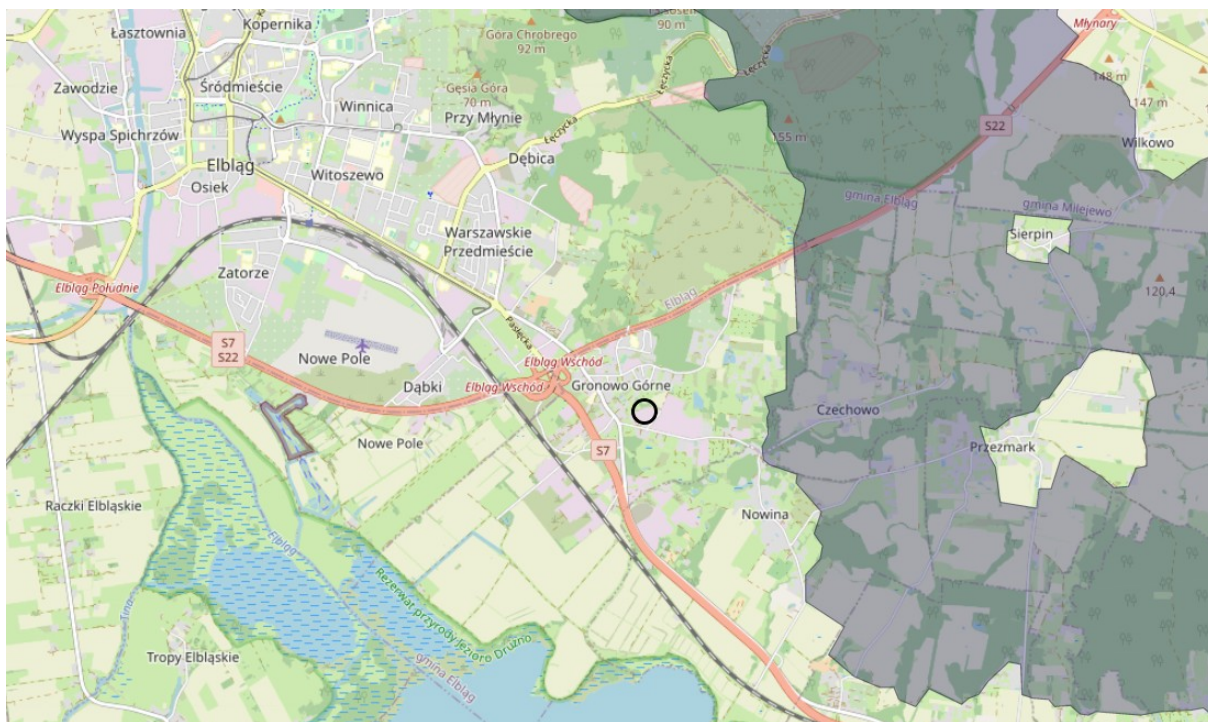 Łasztownia
Kopernika
Góra Chrobrego
92 m
90 m
Łęczycka
Młynary
Zawodzie
Śródmieście
Gęsia Góra
70 m
Łęczycka
Łęczycka
148 m
147 m
Winnica
Przy Młynie
Wyspa Spichrzów
Łęczycka
155 m
S22
Wilkowo
Elbląg
Witoszewo
Dębica
Osiek
gmina Elbląg
gmina Milejewo
Sierpin
Warszawskie
Przedmieście
Zatorze
Elbląg Południe
Elbląg
120,4
Pasłęcka
S7
S22
Nowe Pole
Elbląg Wschód
Dąbki
Elbląg Wschód
Gronowo Górne
Czechowo
Nowe Pole
S7
Przezmark
Raczki Elbląskie
Nowina
Elbląg
Rezerwat przyrody Jezioro Drużno
Tina
Tropy Elbląskie
gmina Elbląg